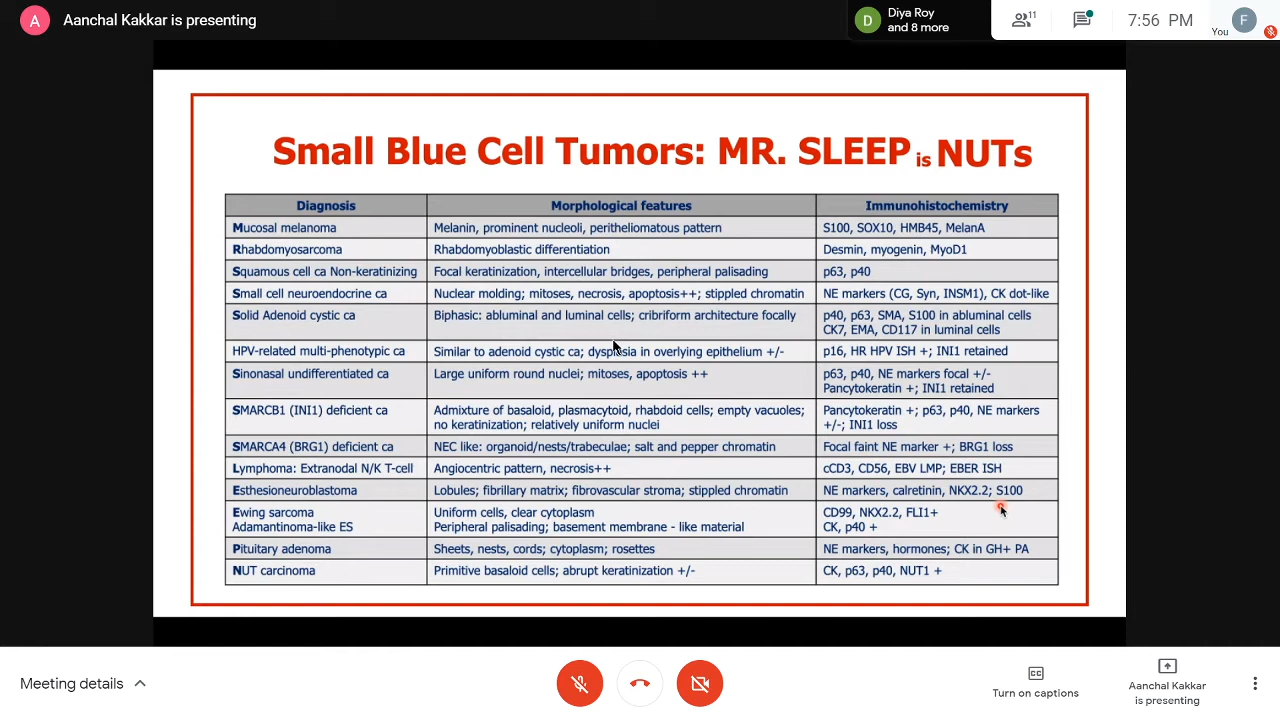 A
Aanchal Kakkar is presenting
D
Diya Roy
and 8 more
11
7:56 PM
You
F
Small Blue Cell Tumors: MR. SLEEP is NUTs
Diagnosis Morphological features Immunohistochemistry
Mucosal melanoma Melanin, prominent nucleoli, peritheliomatous pattern S100, SOX10, HMB45, MelanA
Rhabdomyosarcoma Rhabdomyoblastic differentiation Desmin, myogenin, MyoD1
Squamous cell ca Non-keratinizing Focal keratinization, intercellular bridges, peripheral palisading p63, p40
Small cell neuroendocrine ca Nuclear molding; mitoses, necrosis, apoptosis++; stippled chromatin NE markers (CG, Syn, INSM1), CK dot-like
Solid Adenoid cystic ca Biphasic: abluminal and luminal cells; cribriform architecture focally p40, p63, SMA, S100 in abluminal cells
CK7, EMA, CD117 in luminal cells
HPV-related multi-phenotypic ca Similar to adenoid cystic ca; dysplasia in overlying epithelium +/- p16, HR HPV ISH +; INI1 retained
Sinonasal undifferentiated ca Large uniform round nuclei; mitoses, apoptosis ++ p63, p40, NE markers focal +/-
Pancytokeratin +; INI1 retained
SMARCB1 (INI1) deficient ca Admixture of basaloid, plasmacytoid, rhabdoid cells; empty vacuoles; Pancytokeratin +; p63, p40, NE markers
no keratinization; relatively uniform nuclei +/-; INI1 loss
SMARCA4 (BRG1) deficient ca NEC like: organoid/nests/trabeculae; salt and pepper chromatin Focal faint NE marker +; BRG1 loss
Lymphoma: Extranodal N/K T-cell Angiocentric pattern, necrosis++ cCD3, CD56, EBV LMP; EBER ISH
Esthesioneuroblastoma Lobules; fibrillary matrix; fibrovascular stroma; stippled chromatin NE markers, calretinin, NKX2.2; S100
Ewing sarcoma Uniform cells, clear cytoplasm CD99, NKX2.2, FLI1+
Adamantinoma-like ES Peripheral palisading; basement membrane - like material CK, p40 +
Pituitary adenoma Sheets, nests, cords; cytoplasm; rosettes NE markers, hormones; CK in GH+ PA
NUT carcinoma Primitive basaloid cells; abrupt keratinization +/- CK, p63, p40, NUT1 +
Meeting details
Turn on captions
Aanchal Kakkar
is presenting